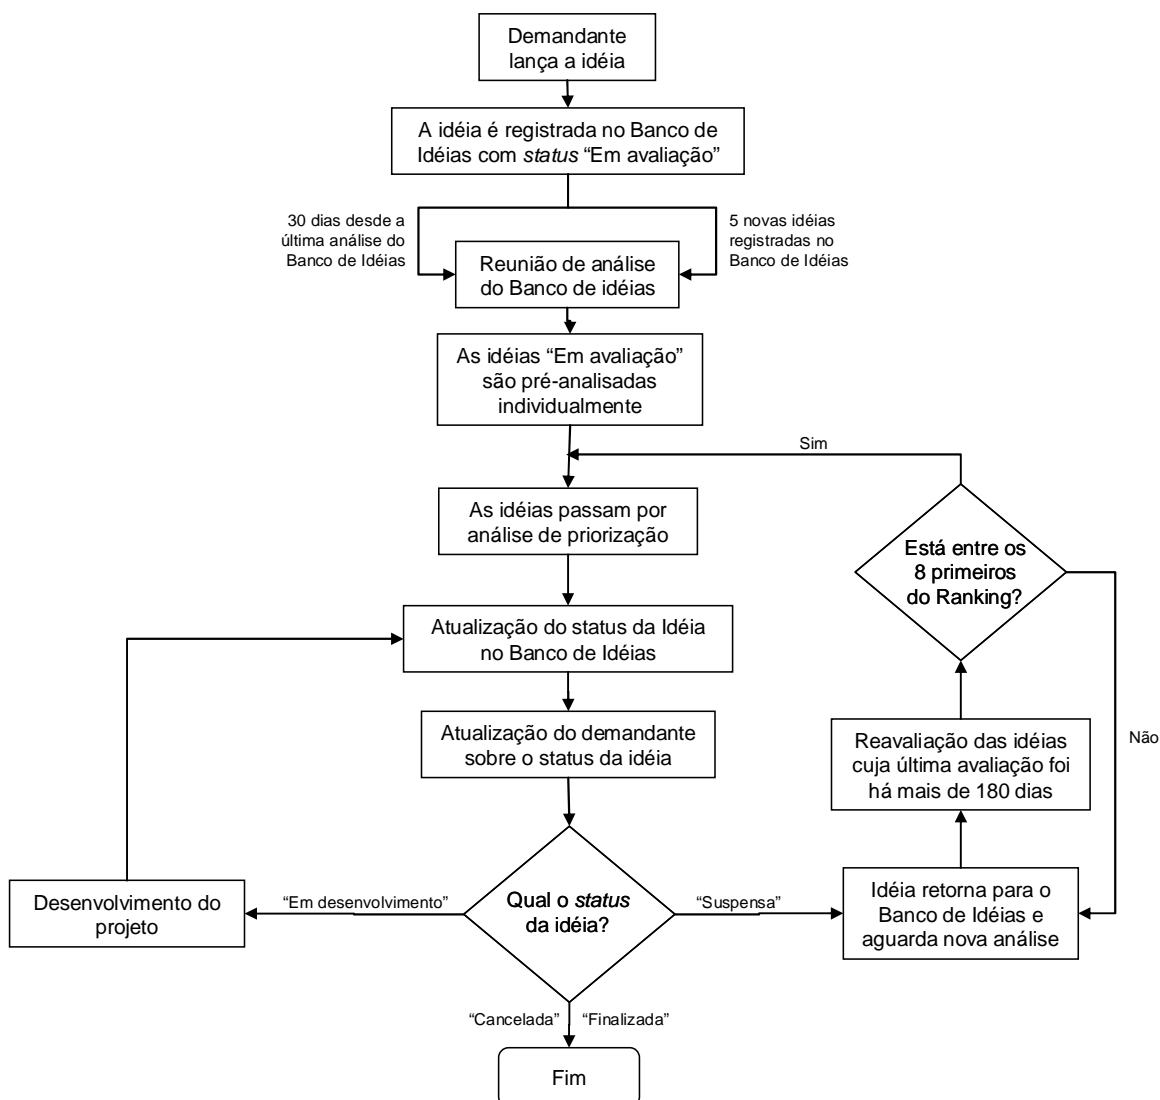 Demandante
lança a idéia
A idéia é registrada no Banco de
Idéias com status “Em avaliação”
30 dias desde a
última análise do
Banco de Idéias
5 novas idéias
registradas no
Banco de Idéias
Reunião de análise
do Banco de idéias
As idéias “Em avaliação”
são pré-analisadas
individualmente
Sim
As idéias passam por
análise de priorização
Está entre os
8 primeiros
do Ranking?
Atualização do status da Idéia
no Banco de Idéias
Atualização do demandante
sobre o status da idéia
Reavaliação das idéias
cuja última avaliação foi
há mais de 180 dias
Não
Desenvolvimento do
projeto
“Em desenvolvimento”
Qual o status
da idéia?
“Suspensa”
Idéia retorna para o
Banco de Idéias e
aguarda nova análise
“Cancelada”
“Finalizada”
Fim